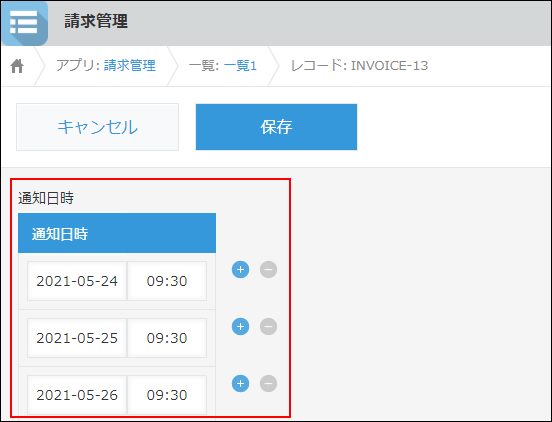 請求管理
アプリ: 請求管理 一覧: 一覧1 レコード: INVOICE-13
キャンセル 保存
通知日時
通知日時
2021-05-24 09:30
2021-05-25 09:30
2021-05-26 09:30